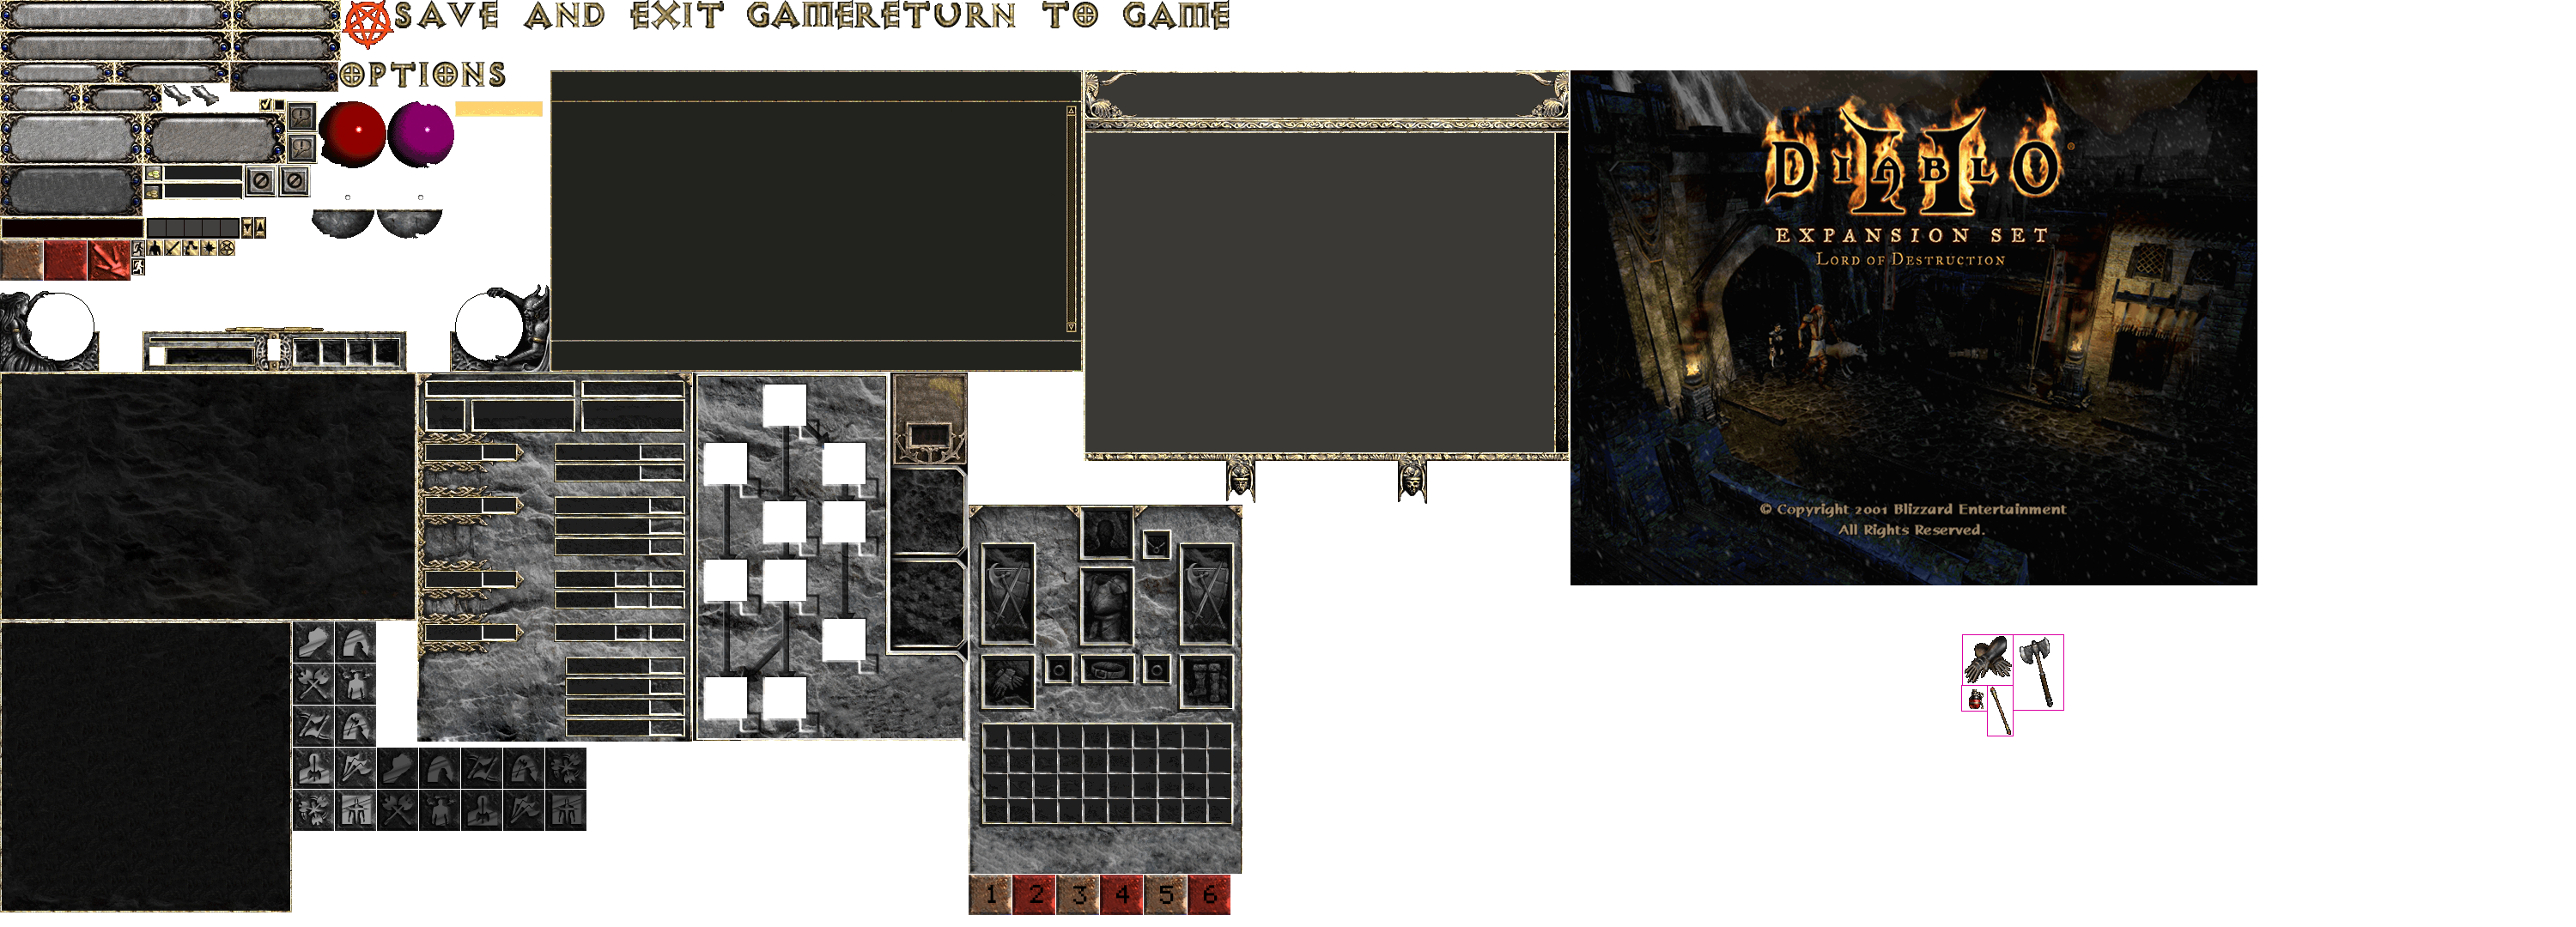 SAVE AND EXIT GAME
RETURN TO GAME
OPTIONS
DIABLO
II
EXPANSION SET
LORD OF DESTRUCTION
© Copyright 2001 Blizzard Entertainment
All Rights Reserved.
1 2 3 4 5 6